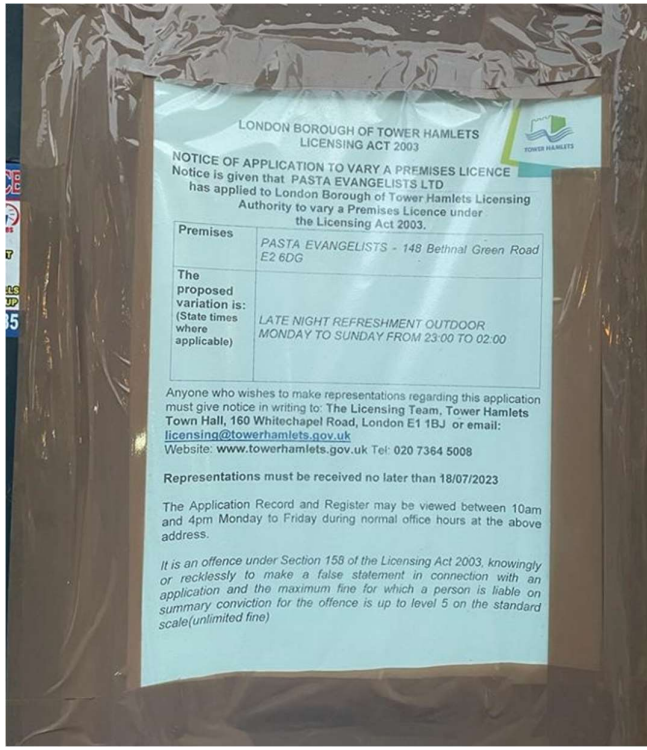 LONDON BOROUGH OF TOWER HAMLETS
LICENSING ACT 2003
TOWER HAMLETS
NOTICE OF APPLICATION TO VARY A PREMISES LICENCE
Notice is given that PASTA EVANGELISTS LTD
has applied to London Borough of Tower Hamlets Licensing
Authority to vary a Premises Licence under
the Licensing Act 2003.
Premises
PASTA EVANGELISTS - 148 Bethnal Green Road
E2 6DG
The
proposed
variation is:
(State times
where
applicable)
LATE NIGHT REFRESHMENT OUTDOOR
MONDAY TO SUNDAY FROM 23:00 TO 02:00
Anyone who wishes to make representations regarding this application
must give notice in writing to: The Licensing Team, Tower Hamlets
Town Hall, 160 Whitechapel Road, London E1 1BJ or email:
licensing@towerhamlets.gov.uk
Website: www.towerhamlets.gov.uk Tel: 020 7364 5008
Representations must be received no later than 18/07/2023
The Application Record and Register may be viewed between 10am
and 4pm Monday to Friday during normal office hours at the above
address.
It is an offence under Section 158 of the Licensing Act 2003, knowingly
or recklessly to make a false statement in connection with an
application and the maximum fine for which a person is liable on
summary conviction for the offence is up to level 5 on the standard
scale(unlimited fine)